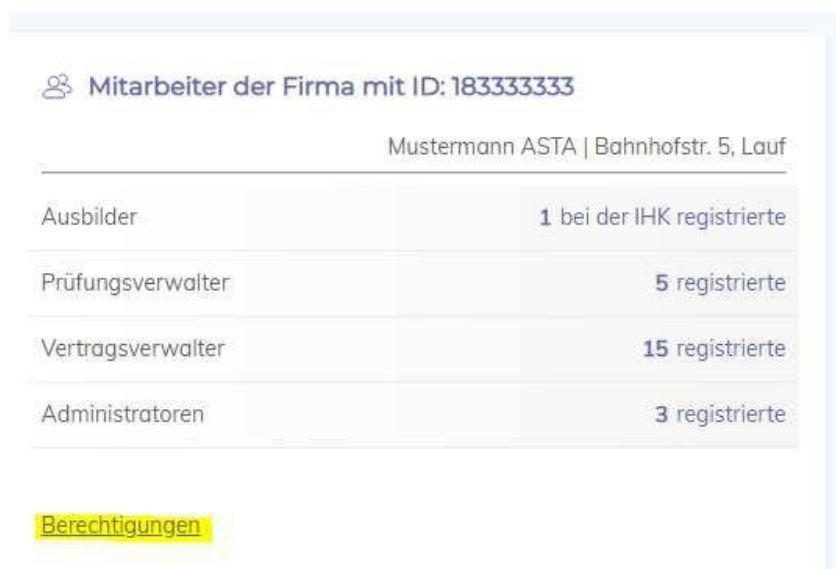 Mitarbeiter der Firma mit ID: 183333333
Mustermann ASTA | Bahnhofstr. 5, Lauf
Ausbilder 1 bei der IHK registrierte
Prüfungsverwalter 5 registrierte
Vertragsverwalter 15 registrierte
Administratoren 3 registrierte
Berechtigungen